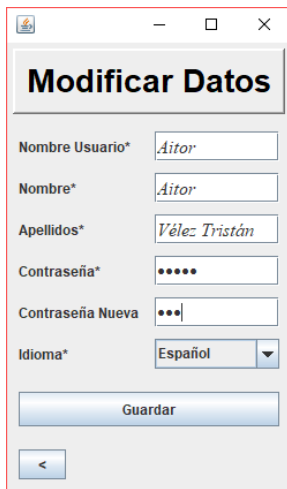 Modificar Datos
Nombre Usuario* Aitor
Nombre* Aitor
Apellidos* Vélez Tristán
Contraseña* •••••
Contraseña Nueva •••
Idioma* Español
Guardar
<